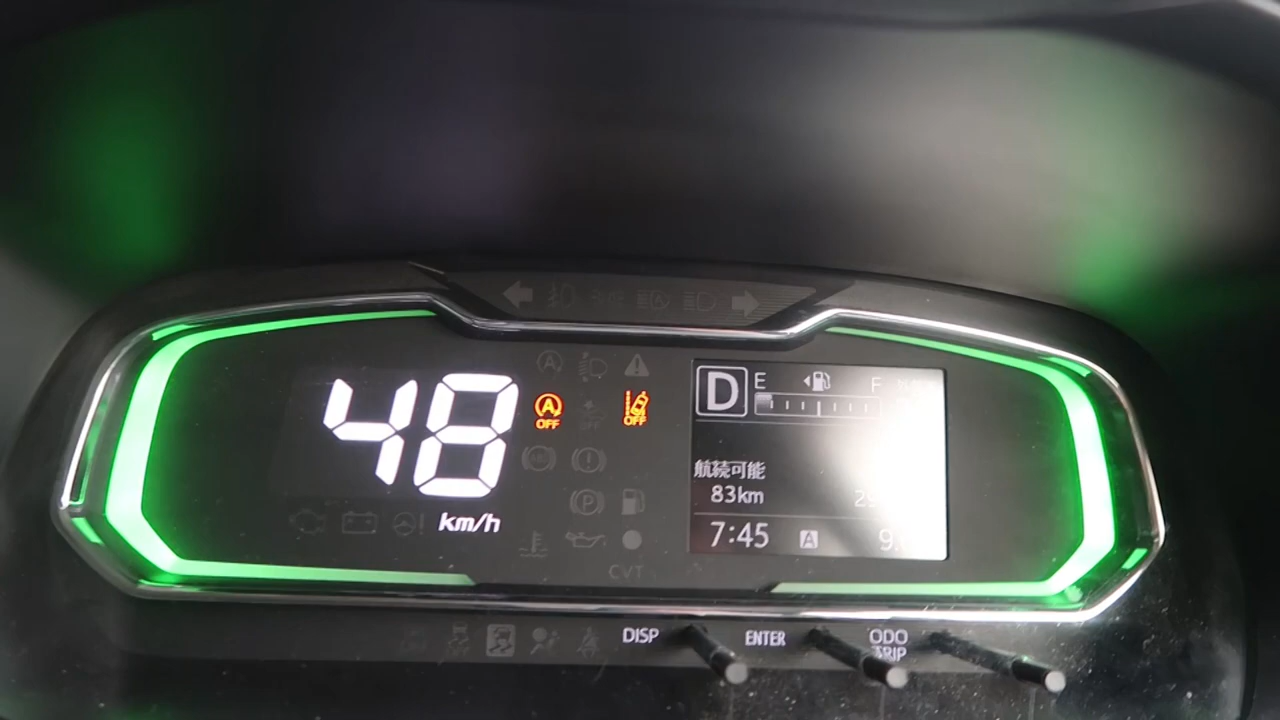 48
km/h
A
OFF
OFF
D
E
F
航続可能
83km
7:45
A
P
CVT
DISP
ENTER
ODO
TRIP